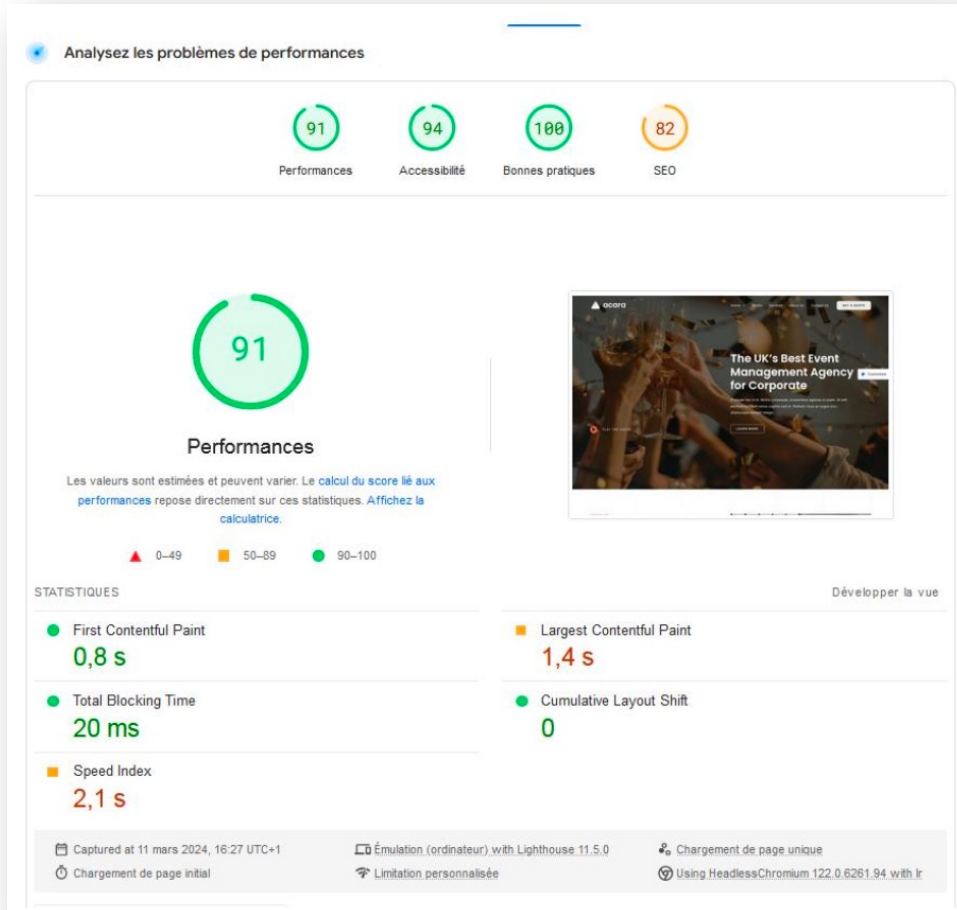 Analysez les problèmes de performances
91
94
100
82
Performances
Accessibilité
Bonnes pratiques
SEO
91
Performances
Les valeurs sont estimées et peuvent varier. Le calcul du score lié aux
performances repose directement sur ces statistiques. Affichez la
calculatrice.
0–49
50–89
90–100
acara
The UK's Best Event
Management Agency
for Corporate
LEARN MORE
STATISTIQUES
Développer la vue
First Contentful Paint
0,8 s
Largest Contentful Paint
1,4 s
Total Blocking Time
20 ms
Cumulative Layout Shift
0
Speed Index
2,1 s
Captured at 11 mars 2024, 16:27 UTC+1
Émulation (ordinateur) with Lighthouse 11.5.0
Chargement de page unique
Chargement de page initial
Limitation personnalisée
Using HeadlessChromium 122.0.6261.94 with lr